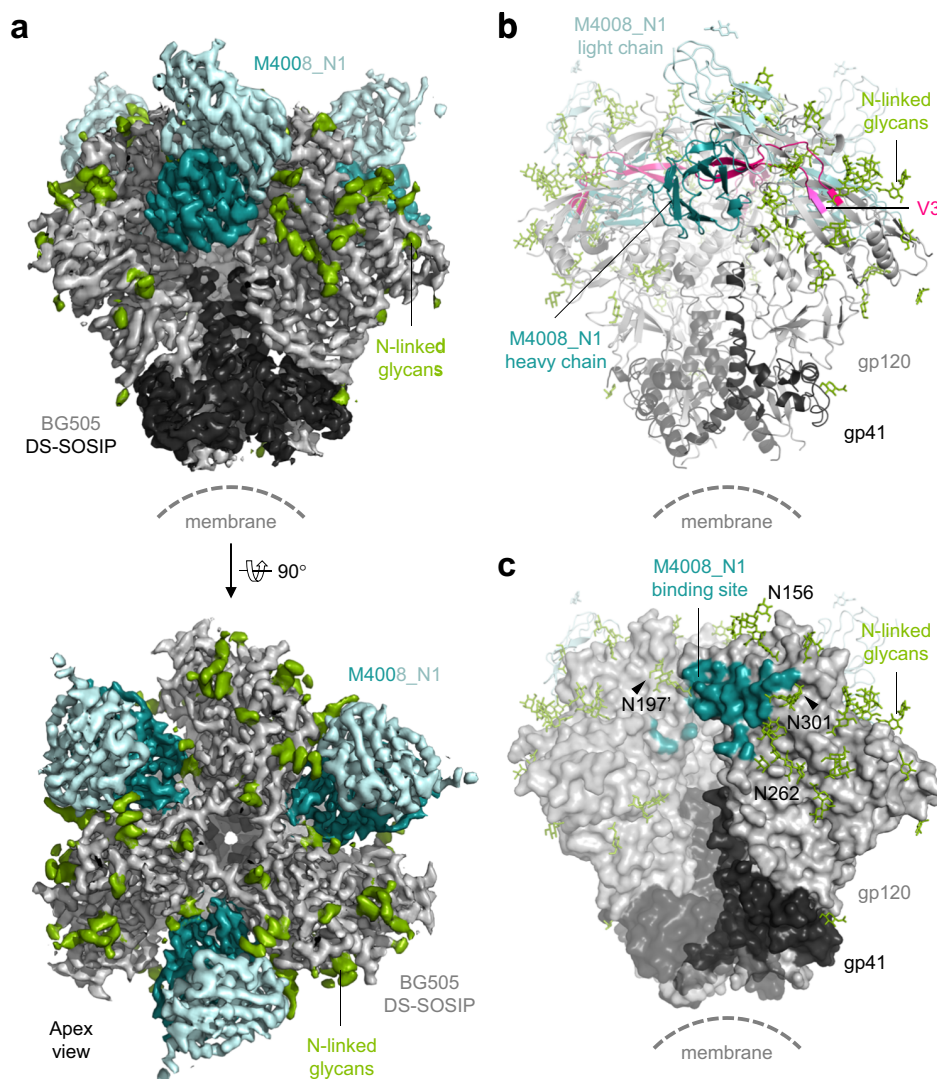 a
M4008_N1
N-linked
glycans
BG505
DS-SOSIP
membrane
90°
M4008_N1
BG505
DS-SOSIP
Apex
view
N-linked
glycans
b
M4008_N1
light chain
N-linked
glycans
V3
M4008_N1
heavy chain
gp120
gp41
membrane
c
M4008_N1
binding site
N156
N-linked
glycans
N197'
N301
N262
gp120
gp41
membrane